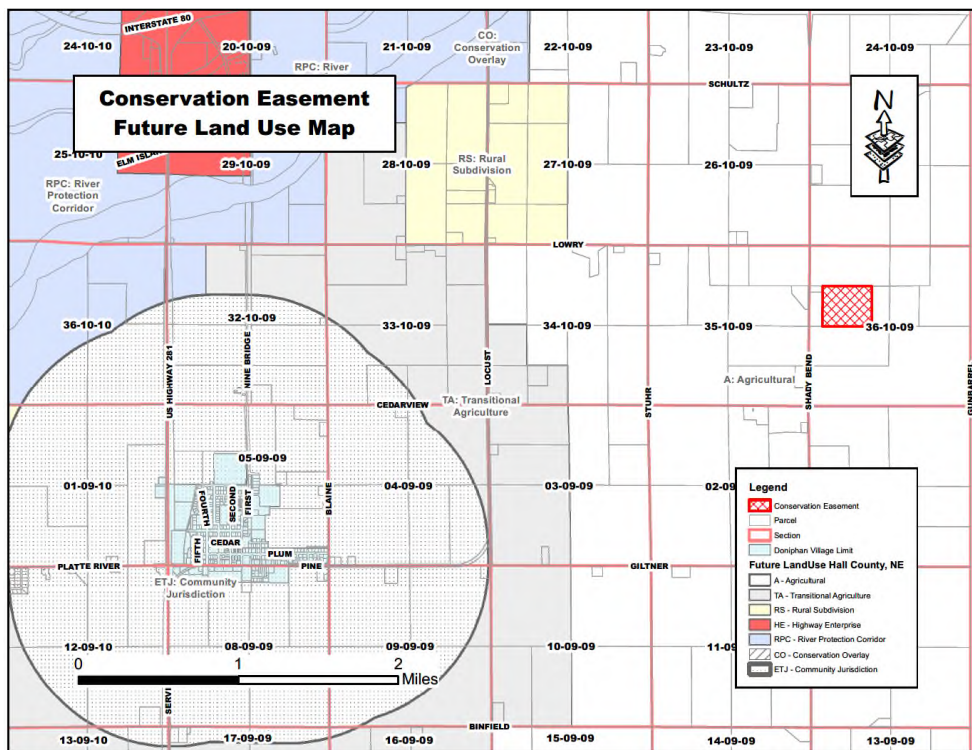 INTERSTATE 80
24-10-10
20-10-09
21-10-09
CO:
Conservation
Overlay
22-10-09
23-10-09
24-10-09
RPC: River
SCHULTZ
Conservation Easement
Future Land Use Map
N
25-10-10
ELM ISLAN
29-10-09
28-10-09
RS: Rural
Subdivision
27-10-09
26-10-09
RPC: River
Protection
Corridor
LOWRY
36-10-10
32-10-09
33-10-09
34-10-09
35-10-09
36-10-09
US HIGHWAY 281
NINE BRIDGE
LOCUST
STUHR
SHADY BEND
GUNBARREL
A: Agricultural
CEDARVIEW
TA: Transitional
Agriculture
05-09-09
01-09-10
04-09-09
03-09-09
02-09
FOURTH
SECOND
FIRST
BLAINE
FIFTH
CEDAR
PLUM
PLATTE RIVER
PINE
GILTNER
ETJ: Community
Jurisdiction
Legend
Conservation Easement
Parcel
Section
Doniphan Village Limit
Future LandUse Hall County, NE
A - Agricultural
TA - Transitional Agriculture
RS - Rural Subdivision
HE - Highway Enterprise
RPC - River Protection Corridor
CO - Conservation Overlay
ETJ - Community Jurisdiction
12-09-10
08-09-09
09-09-09
10-09-09
11-09
0 1 2
Miles
SERVI
BINFIELD
13-09-10
17-09-09
16-09-09
15-09-09
14-09-09
13-09-09